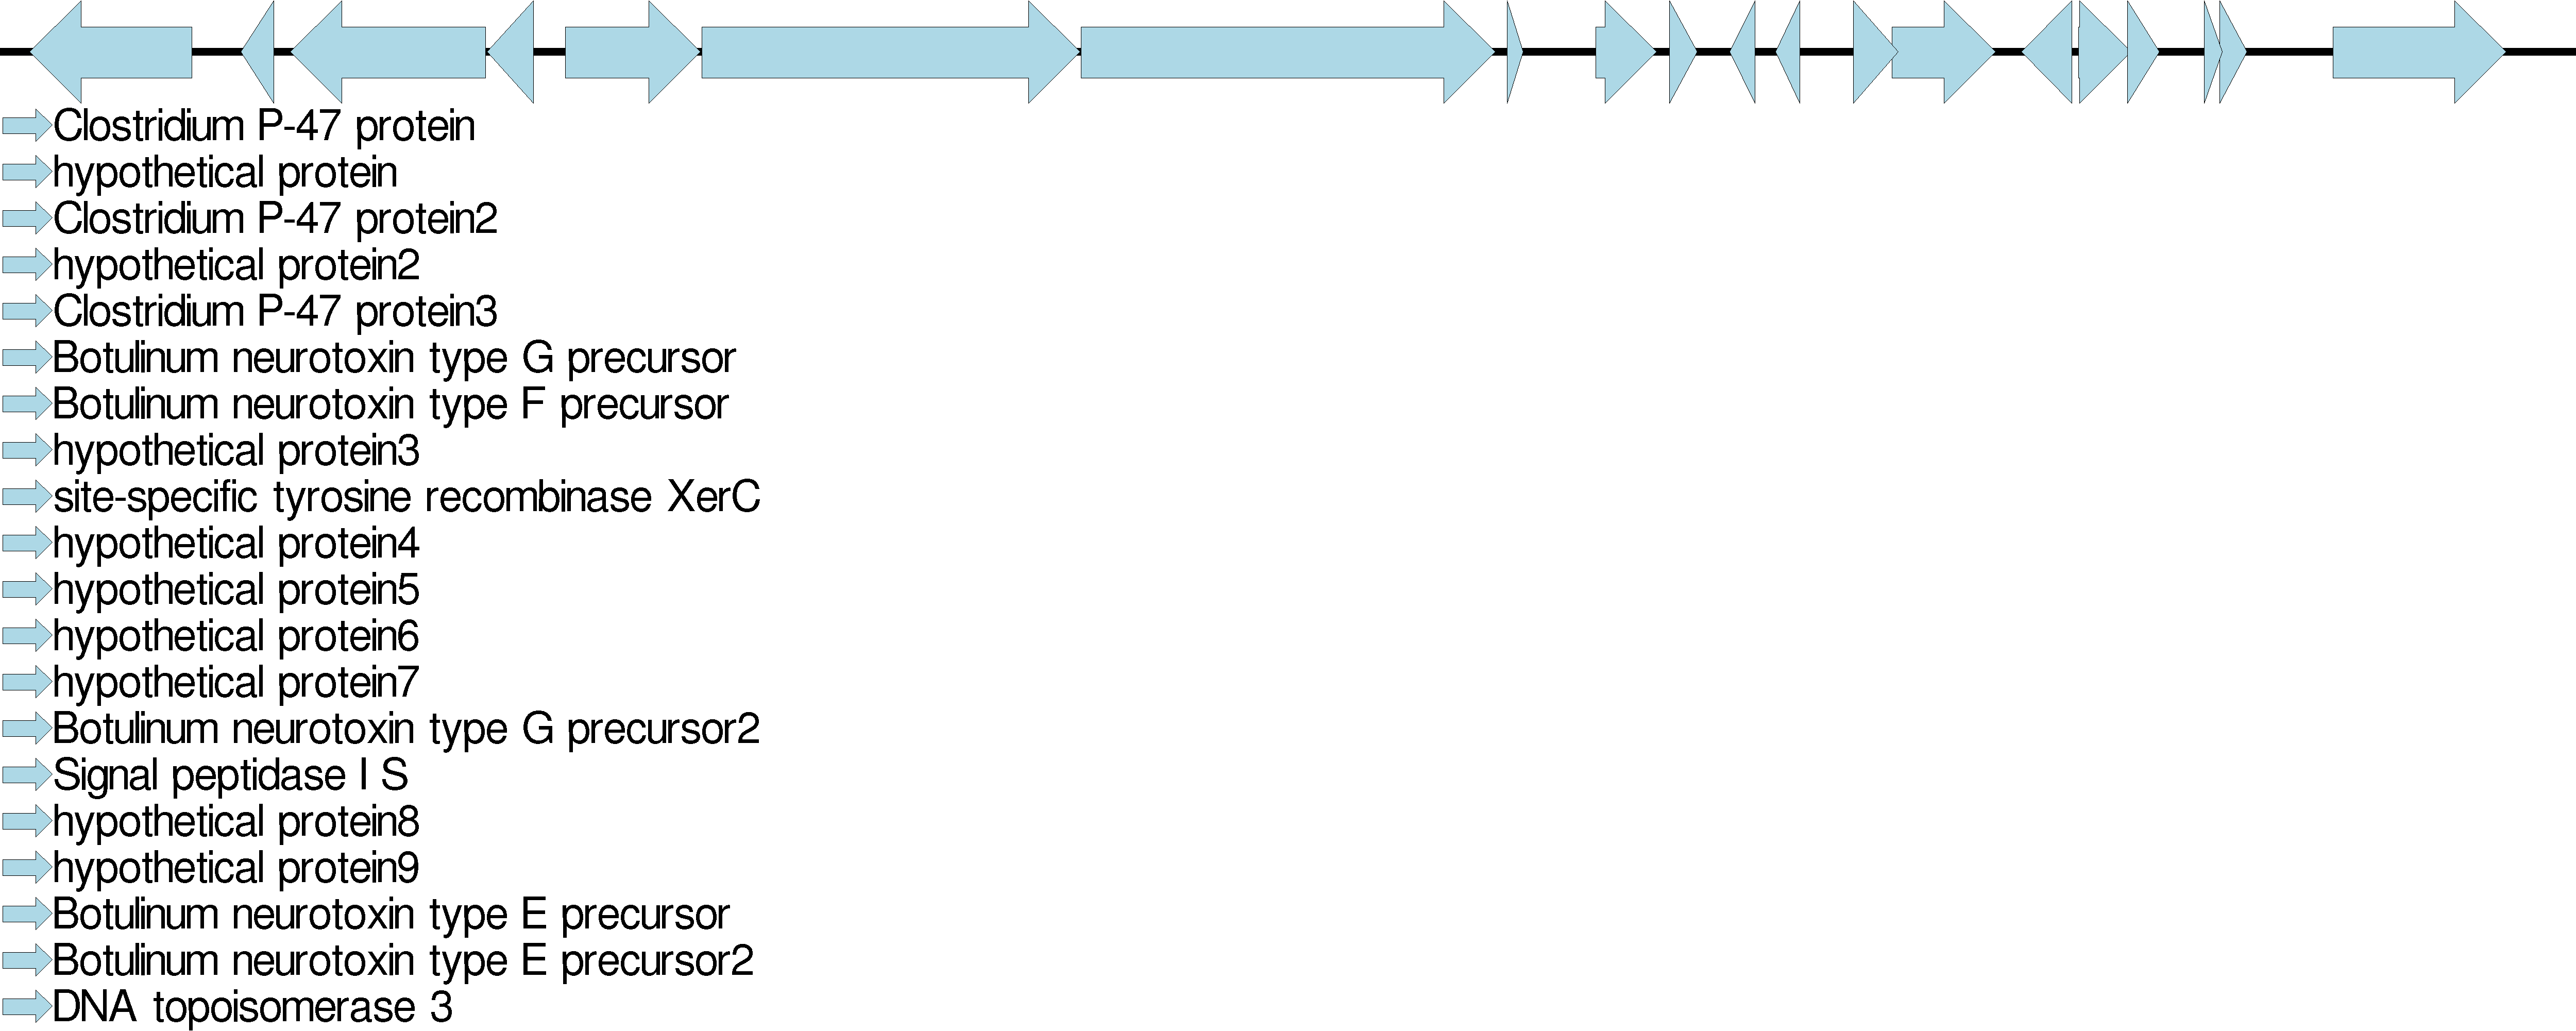 Clostridium P-47 protein
hypothetical protein
Clostridium P-47 protein2
hypothetical protein2
Clostridium P-47 protein3
Botulinum neurotoxin type G precursor
Botulinum neurotoxin type F precursor
hypothetical protein3
site-specific tyrosine recombinase XerC
hypothetical protein4
hypothetical protein5
hypothetical protein6
hypothetical protein7
Botulinum neurotoxin type G precursor2
Signal peptidase I S
hypothetical protein8
hypothetical protein9
Botulinum neurotoxin type E precursor
Botulinum neurotoxin type E precursor2
DNA topoisomerase 3